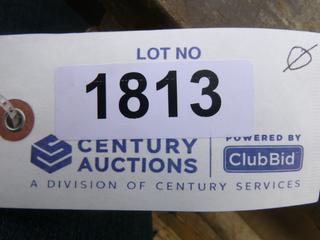 LOT NO
1813
CENTURY AUCTIONS
POWERED BY
ClubBid
A DIVISION OF CENTURY SERVICES